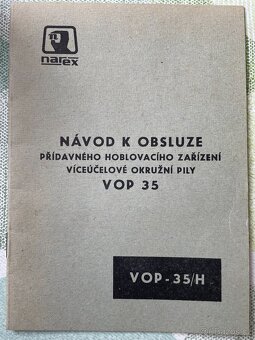 narex
NÁVOD K OBSLUZE
PŘÍDAVNÉHO HOBLOVACÍHO ZAŘÍZENÍ
VÍCEÚČELOVÉ OKRUŽNÍ PILY
VOP 35
VOP-35/H